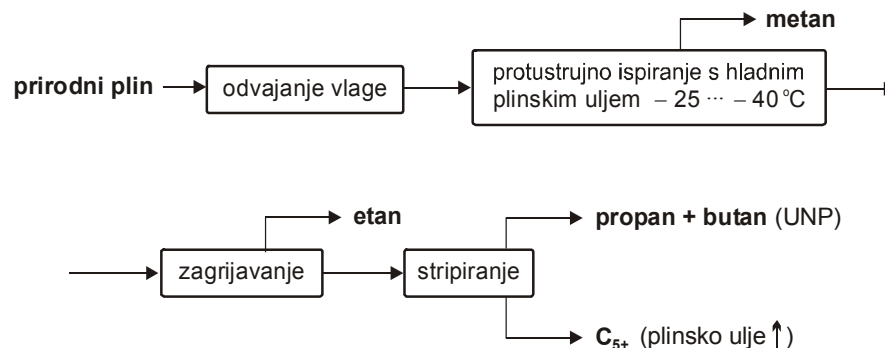 metan
prirodni plin
odvajanje vlage
protustrujno ispiranje s hladnim
plinskim uljem – 25 ··· – 40 °C
etan
propan + butan (UNP)
zagrijavanje
stripiranje
C₅₊ (plinsko ulje ↑)